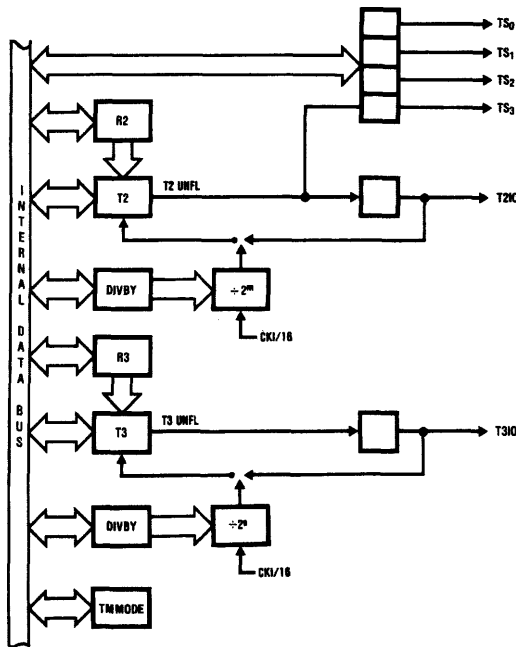 TS0
TS1
TS2
TS3
R2
T2 UNFL
T2
T2IO
DIVBY
÷2m
CKI/16
R3
T3 UNFL
T3
T3IO
DIVBY
÷2n
CKI/16
TMMODE
INTERNAL DATA BUS